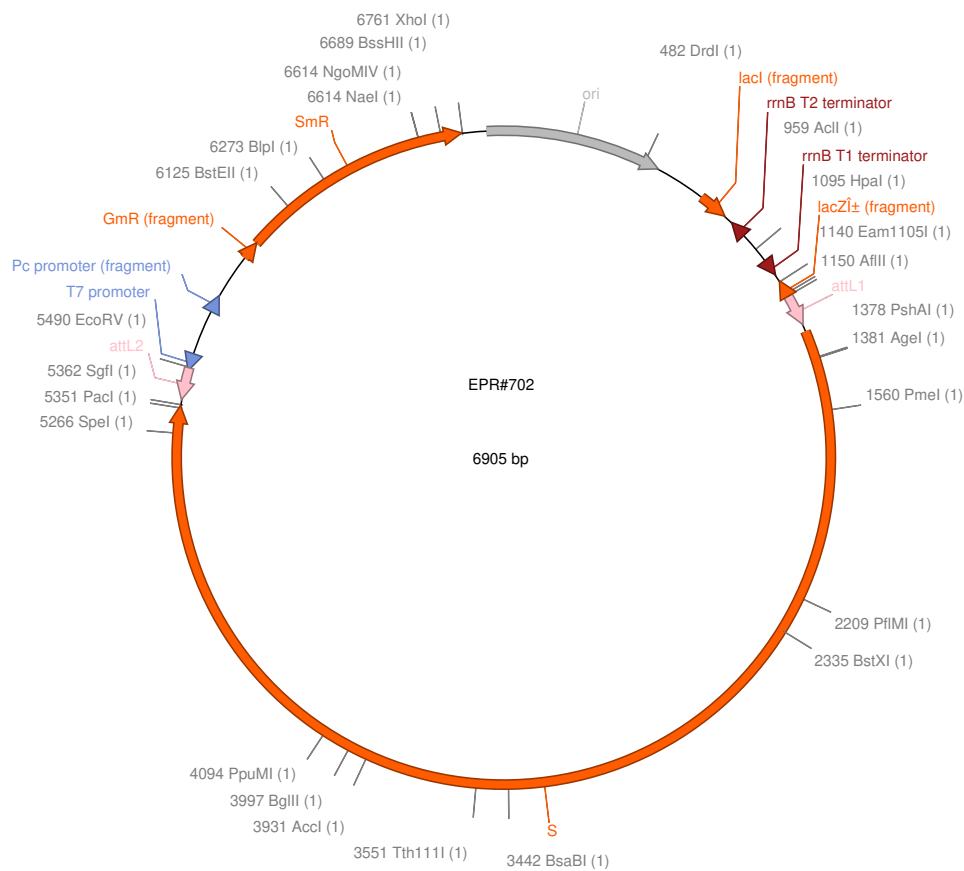 6761 XhoI (1)
6689 BssHII (1)
6614 NgoMIV (1)
6614 NaeI (1)
SmR
6273 BlpI (1)
6125 BstEII (1)
GmR (fragment)
Pc promoter (fragment)
T7 promoter
5490 EcoRV (1)
attL2
5362 SgfI (1)
5351 PacI (1)
5266 SpeI (1)
ori
482 DrdI (1)
lacI (fragment)
rrnB T2 terminator
959 AclI (1)
rrnB T1 terminator
1095 HpaI (1)
lacZÎ± (fragment)
1140 Eam1105I (1)
1150 AflII (1)
attL1
1378 PshAI (1)
1381 AgeI (1)
1560 PmeI (1)
EPR#702
6905 bp
2209 PflMI (1)
2335 BstXI (1)
4094 PpuMI (1)
3997 BglII (1)
3931 AccI (1)
3551 Tth111I (1)
S
3442 BsaBI (1)